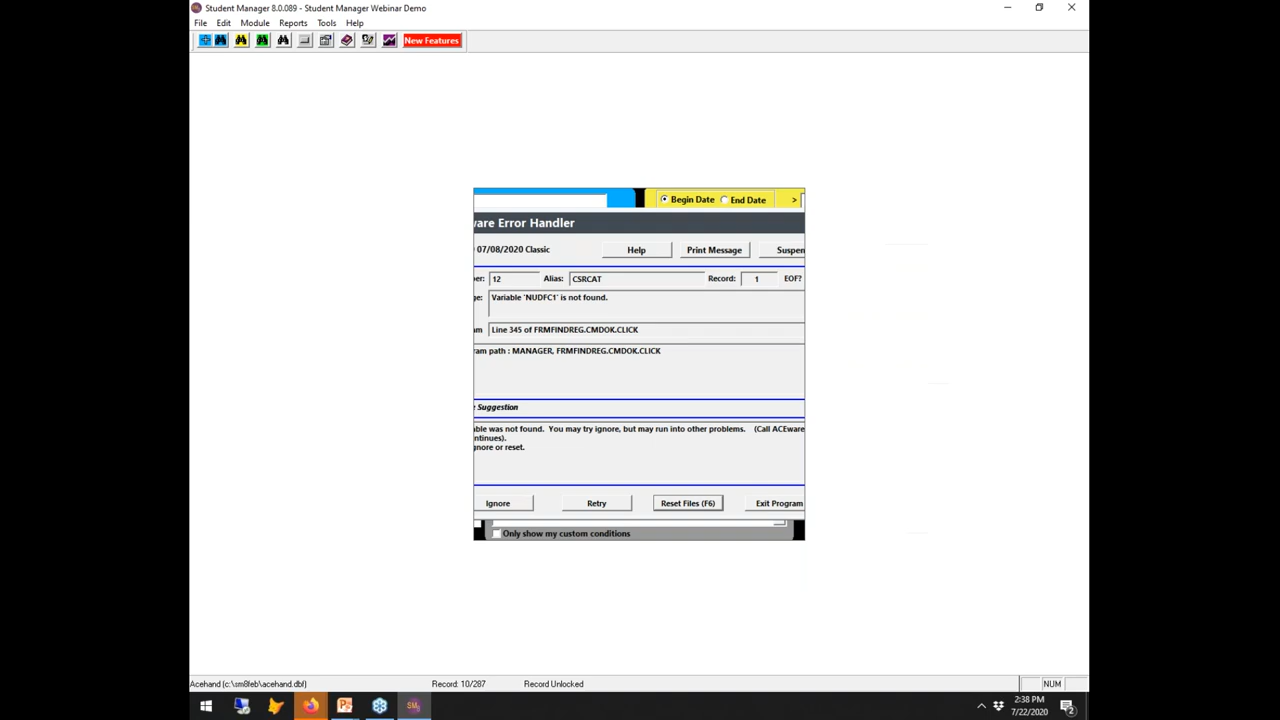 Student Manager 8.0.089 - Student Manager Webinar Demo
File Edit Module Reports Tools Help
New Features
Begin Date End Date >
ware Error Handler
07/08/2020 Classic Help Print Message Suspen
ber: 12 Alias: CSRCAT Record: 1 EOF?
ge: Variable 'NUDFC1' is not found.
am Line 345 of FRMFINDREG.CMDOK.CLICK
ram path : MANAGER, FRMFINDREG.CMDOK.CLICK
e Suggestion
able was not found. You may try ignore, but may run into other problems. (Call ACEware
ntinues).
gnore or reset.
Ignore Retry Reset Files (F6) Exit Program
Only show my custom conditions
Acehand (c:\sm8feb\acehand.dbf) Record: 10/287 Record Unlocked NUM
SM
2:38 PM
7/22/2020
2